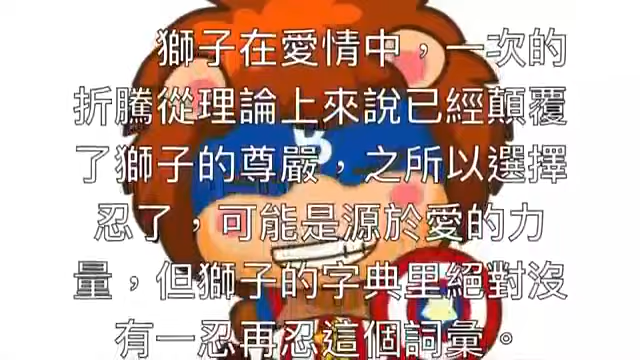 獅子在愛情中，一次的
折騰從理論上來說已經顛覆
了獅子的尊嚴，之所以選擇
忍了，可能是源於愛的力
量，但獅子的字典里絕對沒
有一忍再忍這個詞彙。